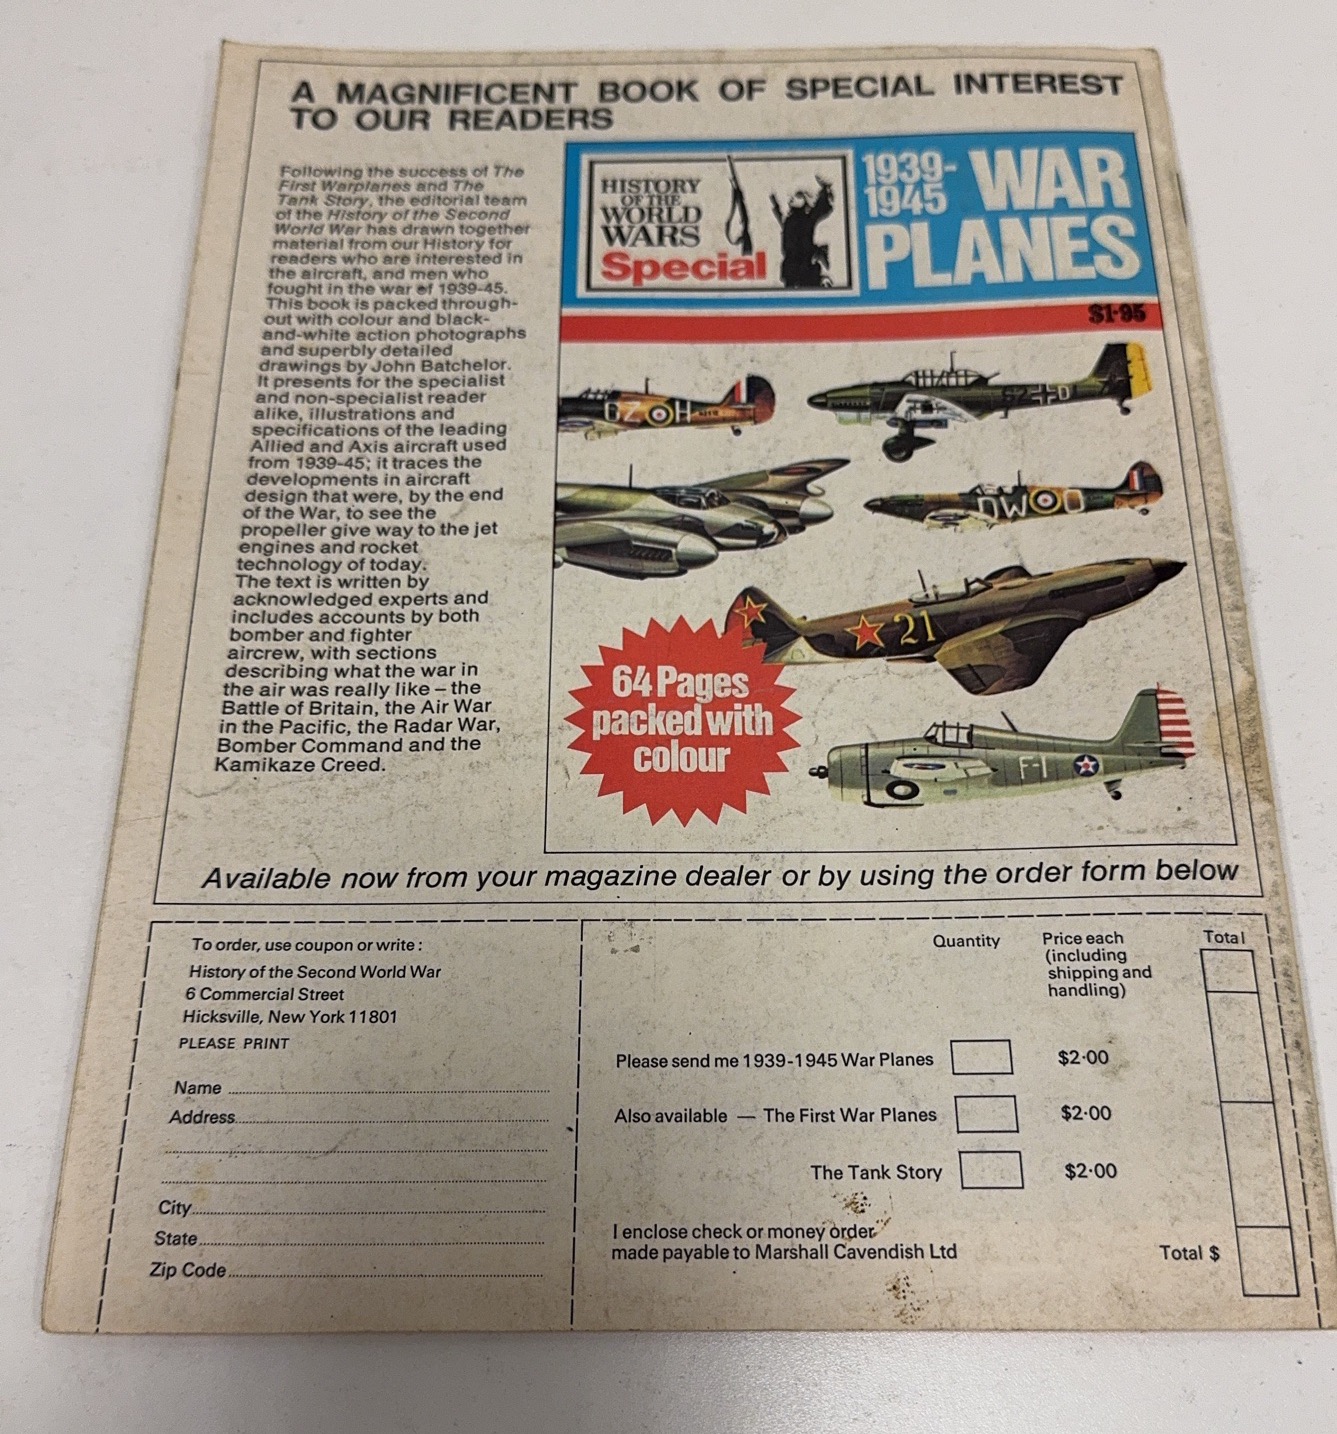 A MAGNIFICENT BOOK OF SPECIAL INTEREST
TO OUR READERS
Following the success of The
First Warplanes and The
Tank Story, the editorial team
of the History of the Second
World War has drawn together
material from our History for
readers who are interested in
the aircraft, and men who
fought in the war of 1939-45.
This book is packed through-
out with colour and black-
and-white action photographs
and superbly detailed
drawings by John Batchelor.
It presents for the specialist
and non-specialist reader
alike, illustrations and
specifications of the leading
Allied and Axis aircraft used
from 1939-45; it traces the
developments in aircraft
design that were, by the end
of the War, to see the
propeller give way to the jet
engines and rocket
technology of today.
The text is written by
acknowledged experts and
includes accounts by both
bomber and fighter
aircrew, with sections
describing what the war in
the air was really like – the
Battle of Britain, the Air War
in the Pacific, the Radar War,
Bomber Command and the
Kamikaze Creed.
HISTORY
OF THE
WORLD
WARS
Special
1939-
1945
WAR
PLANES
$1·95
GZ H
S2 D
DW O
21
F-1
64 Pages
packed with
colour
Available now from your magazine dealer or by using the order form below
To order, use coupon or write:
History of the Second World War
6 Commercial Street
Hicksville, New York 11801
PLEASE PRINT
Name
Address
City
State
Zip Code
Quantity
Price each
(including
shipping and
handling)
Total
Please send me 1939-1945 War Planes
$2·00
Also available — The First War Planes
$2·00
The Tank Story
$2·00
I enclose check or money order
made payable to Marshall Cavendish Ltd
Total $